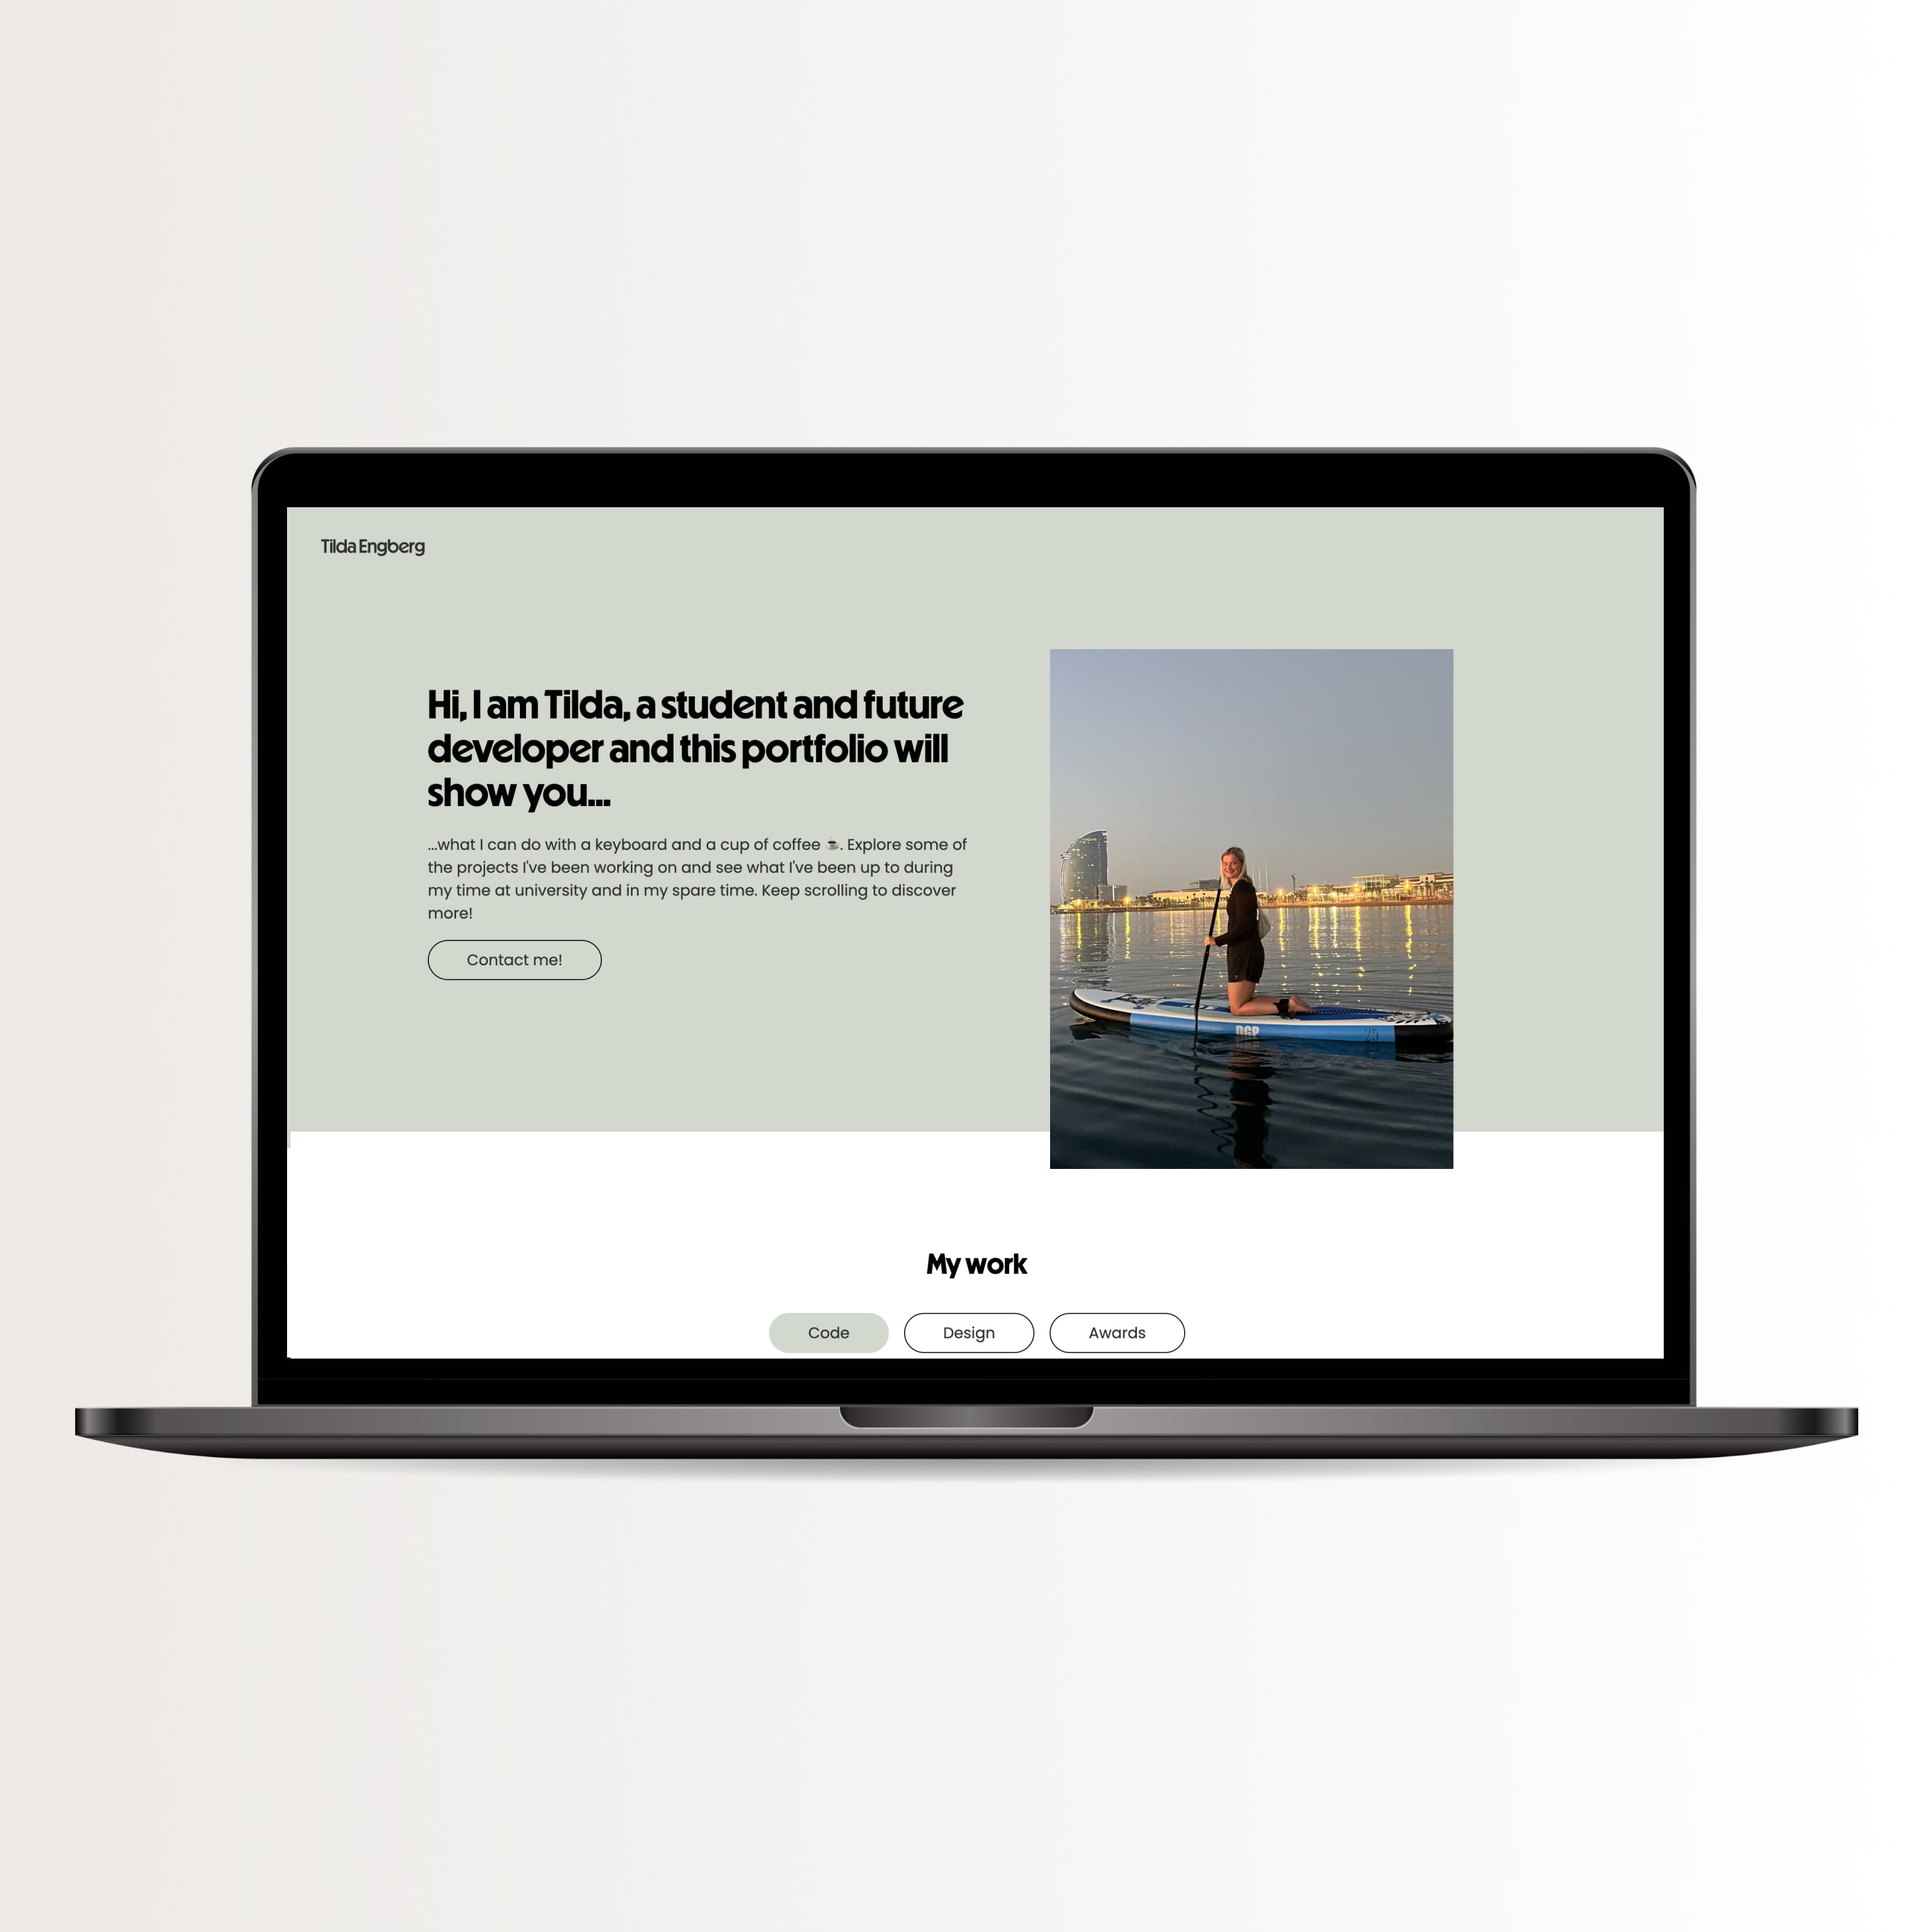 Tilda Engberg
Hi, I am Tilda, a student and future
developer and this portfolio will
show you...
...what I can do with a keyboard and a cup of coffee ☕. Explore some of
the projects I've been working on and see what I've been up to during
my time at university and in my spare time. Keep scrolling to discover
more!
Contact me!
DGP
25
My work
Code
Design
Awards